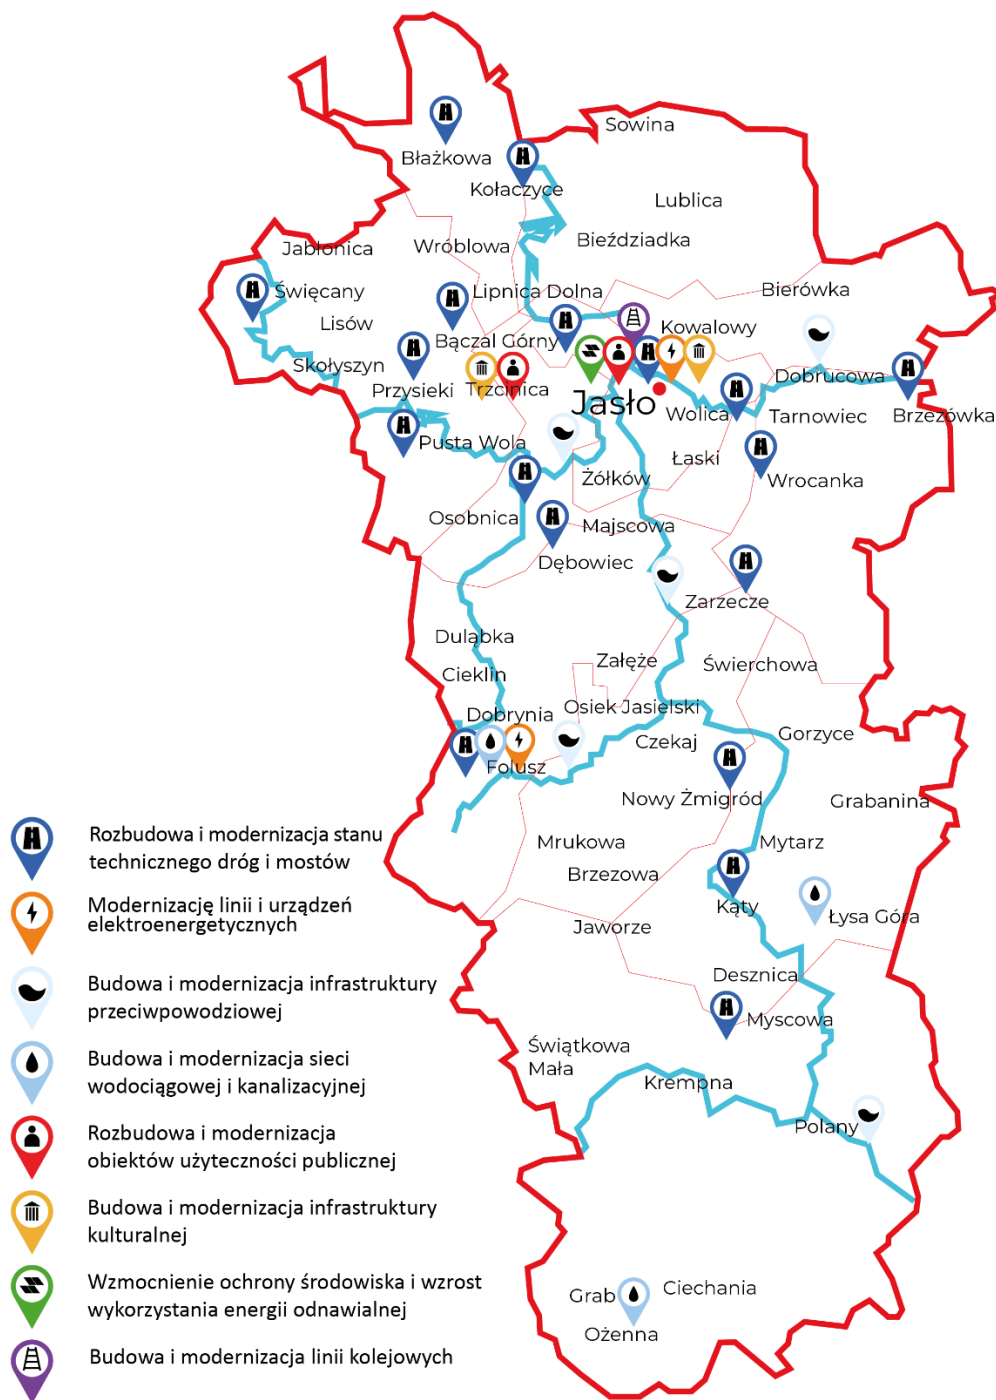 Sowina
Błażkowa
Kołaczyce
Lublica
Wróblowa
Bieździadka
Jabłonica
Bierówka
Święcany
Lipnica Dolna
Lisów
Kowalowy
Bączal Górny
Skołyszyn
Przysieki
Trzcinica
Dobrucowa
Jasło
Wolica
Tarnowiec
Brzezówka
Pusta Wola
Łaski
Żółków
Wrocanka
Osobnica
Majscowa
Dębowiec
Zarzecze
Duląbka
Załęże
Świerchowa
Cieklin
Osiek Jasielski
Dobrynia
Gorzyce
Czekaj
Folusz
Nowy Żmigród
Grabanina
Mrukowa
Mytarz
Brzezowa
Kąty
Łysa Góra
Jaworze
Desznica
Myscowa
Świątkowa
Mała
Krempna
Polany
Ciechania
Grab
Ożenna
Rozbudowa i modernizacja stanu
technicznego dróg i mostów
Modernizację linii i urządzeń
elektroenergetycznych
Budowa i modernizacja infrastruktury
przeciwpowodziowej
Budowa i modernizacja sieci
wodociągowej i kanalizacyjnej
Rozbudowa i modernizacja
obiektów użyteczności publicznej
Budowa i modernizacja infrastruktury
kulturalnej
Wzmocnienie ochrony środowiska i wzrost
wykorzystania energii odnawialnej
Budowa i modernizacja linii kolejowych